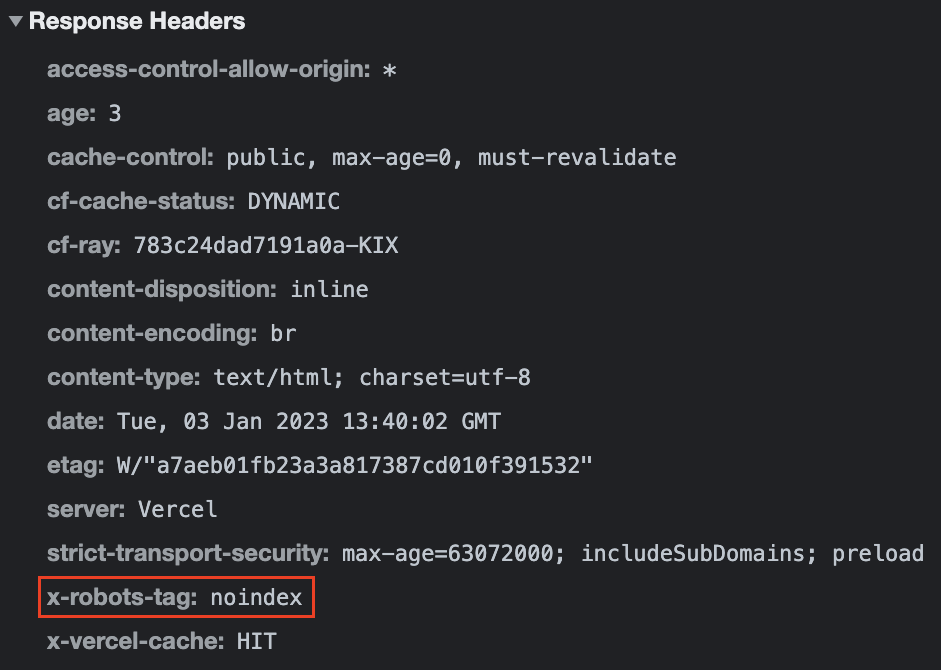 Response Headers
access-control-allow-origin: *
age: 3
cache-control: public, max-age=0, must-revalidate
cf-cache-status: DYNAMIC
cf-ray: 783c24dad7191a0a-KIX
content-disposition: inline
content-encoding: br
content-type: text/html; charset=utf-8
date: Tue, 03 Jan 2023 13:40:02 GMT
etag: W/"a7aeb01fb23a3a817387cd010f391532"
server: Vercel
strict-transport-security: max-age=63072000; includeSubDomains; preload
x-robots-tag: noindex
x-vercel-cache: HIT